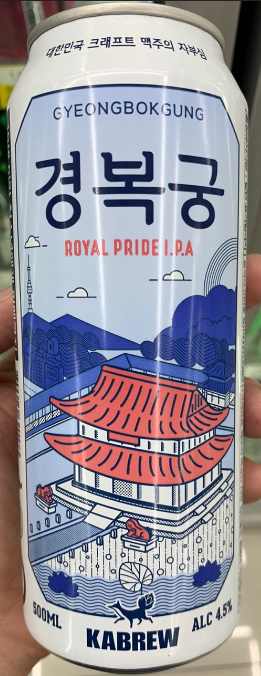 대한민국 크래프트 맥주의 자부심
GYEONGBOKGUNG
경복궁
ROYAL PRIDE I.P.A
500ML
KABREW
ALC 4.5%